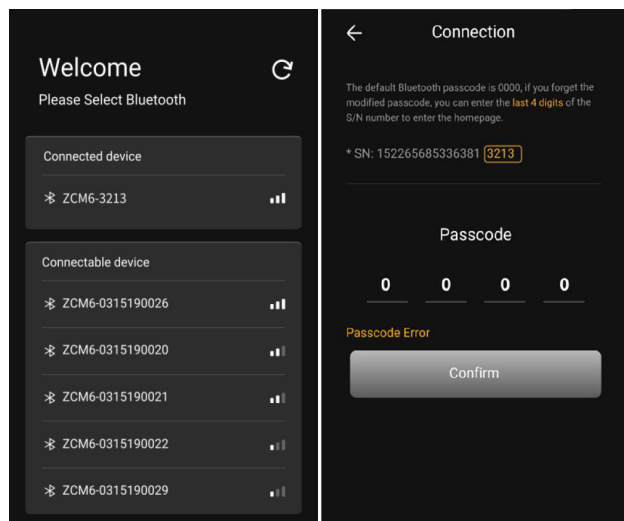 Welcome
Please Select Bluetooth
Connected device
ZCM6-3213
Connectable device
ZCM6-0315190026
ZCM6-0315190020
ZCM6-0315190021
ZCM6-0315190022
ZCM6-0315190029
Connection
The default Bluetooth passcode is 0000, if you forget the
modified passcode, you can enter the last 4 digits of the
S/N number to enter the homepage.
* SN: 152265685336381 3213
Passcode
0 0 0 0
Passcode Error
Confirm